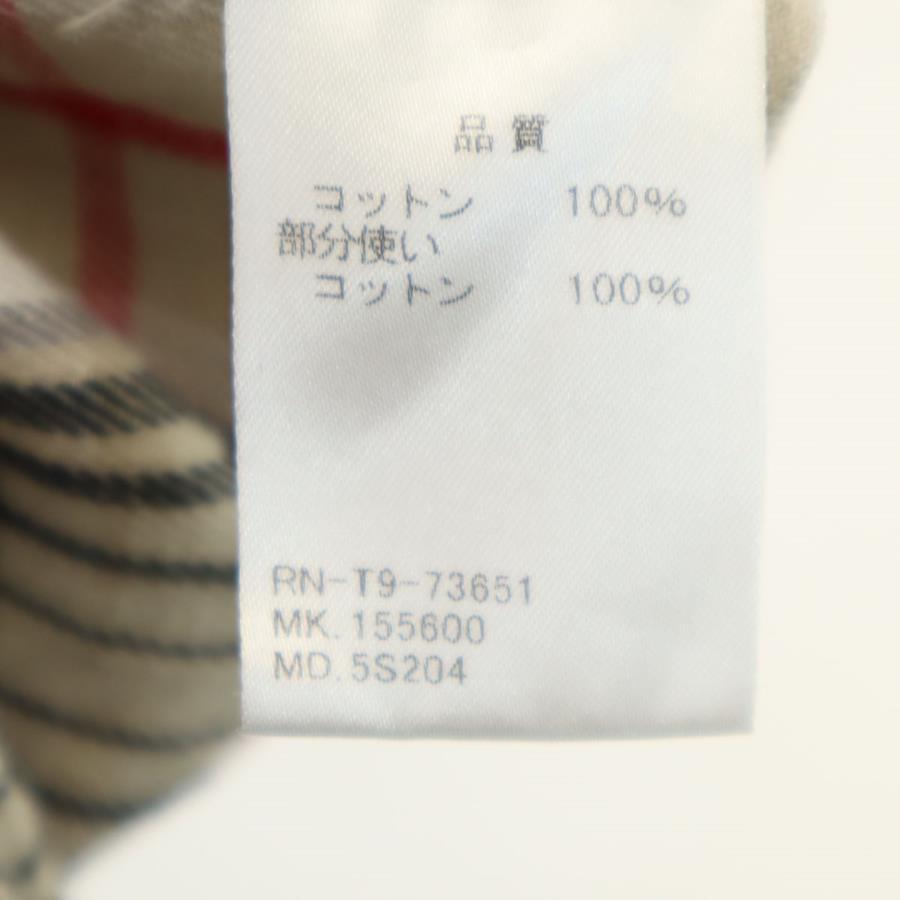 品質
コットン 100%
部分使い
コットン 100%
RN-T9-73651
MK.155600
MD.5S204